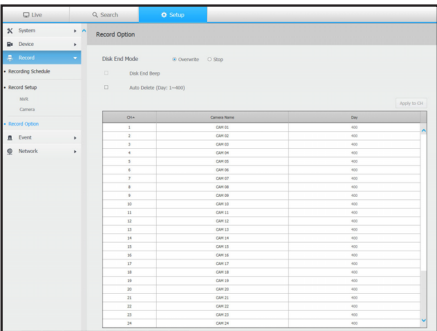 Live
Search
Setup
System
Device
Record
Recording Schedule
Record Setup
NVR
Camera
Record Option
Event
Network
Record Option
Disk End Mode
Overwrite
Stop
Disk End Beep
Auto Delete (Day: 1~400)
Apply to CH
CH Camera Name Day
1 CAM 01 400
2 CAM 02 400
3 CAM 03 400
4 CAM 04 400
5 CAM 05 400
6 CAM 06 400
7 CAM 07 400
8 CAM 08 400
9 CAM 09 400
10 CAM 10 400
11 CAM 11 400
12 CAM 12 400
13 CAM 13 400
14 CAM 14 400
15 CAM 15 400
16 CAM 16 400
17 CAM 17 400
18 CAM 18 400
19 CAM 19 400
20 CAM 20 400
21 CAM 21 400
22 CAM 22 400
23 CAM 23 400
24 CAM 24 400